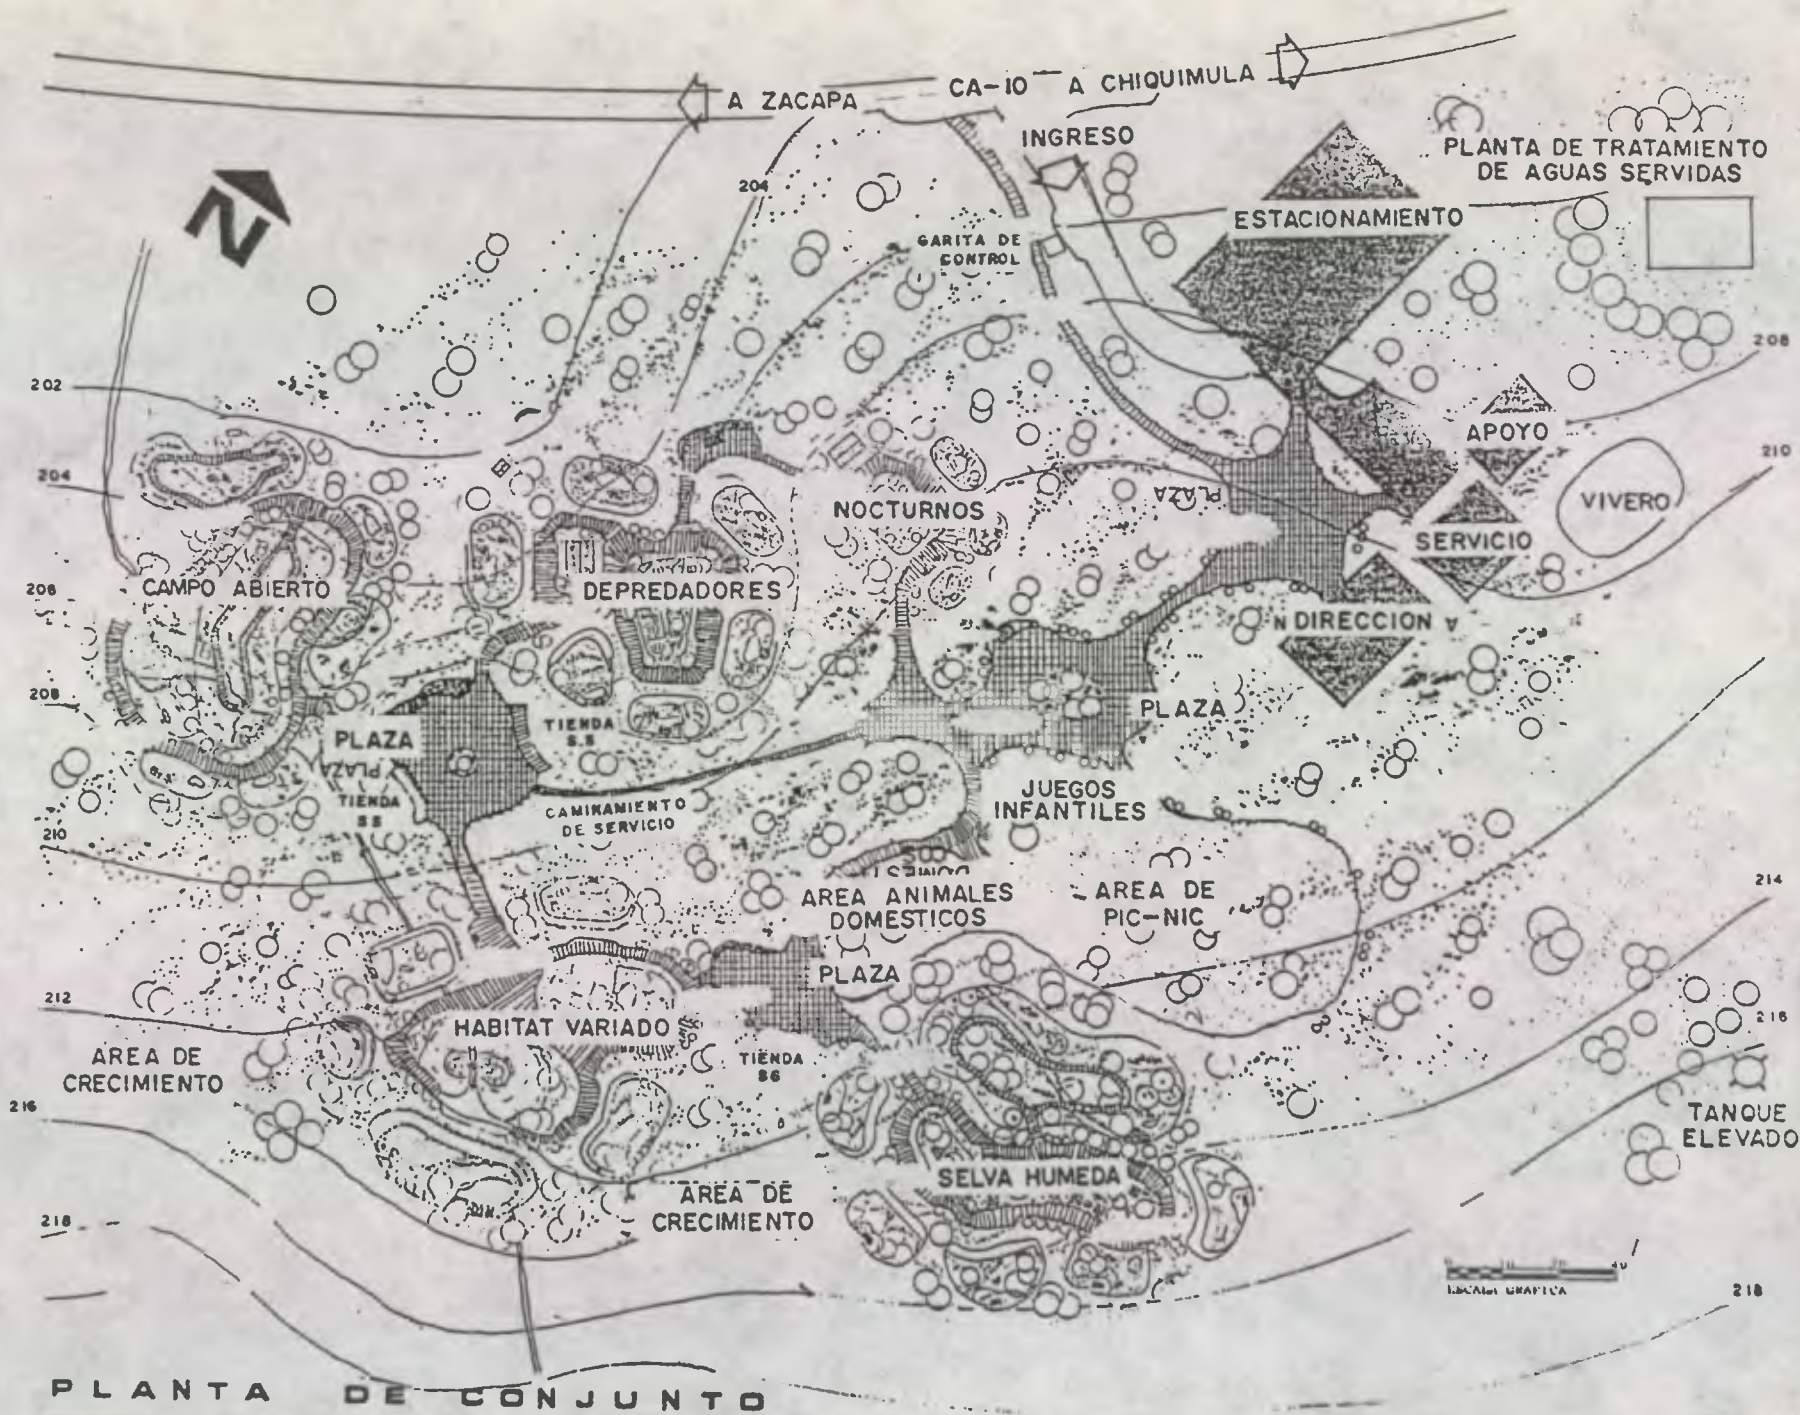 A ZACAPA
CA-10 A CHIQUIMULA
INGRESO
PLANTA DE TRATAMIENTO
DE AGUAS SERVIDAS
N
204
ESTACIONAMIENTO
GARITA DE
CONTROL
208
202
APOYO
210
204
PLAZA
NOCTURNOS
VIVERO
SERVICIO
CAMPO ABIERTO
DEPREDADORES
206
N DIRECCION A
208
PLAZA
TIENDA
S.S
PLAZA
PLAZA
TIENDA
SS
JUEGOS
INFANTILES
CAMINAMIENTO
DE SERVICIO
210
AREA ANIMALES
DOMESTICOS
AREA DE
PIC-NIC
214
PLAZA
212
HABITAT VARIADO
216
AREA DE
CRECIMIENTO
TIENDA
216
TANQUE
ELEVADO
SELVA HUMEDA
AREA DE
CRECIMIENTO
218
40
ESCALA GRAFICA
218
PLANTA DE CONJUNTO